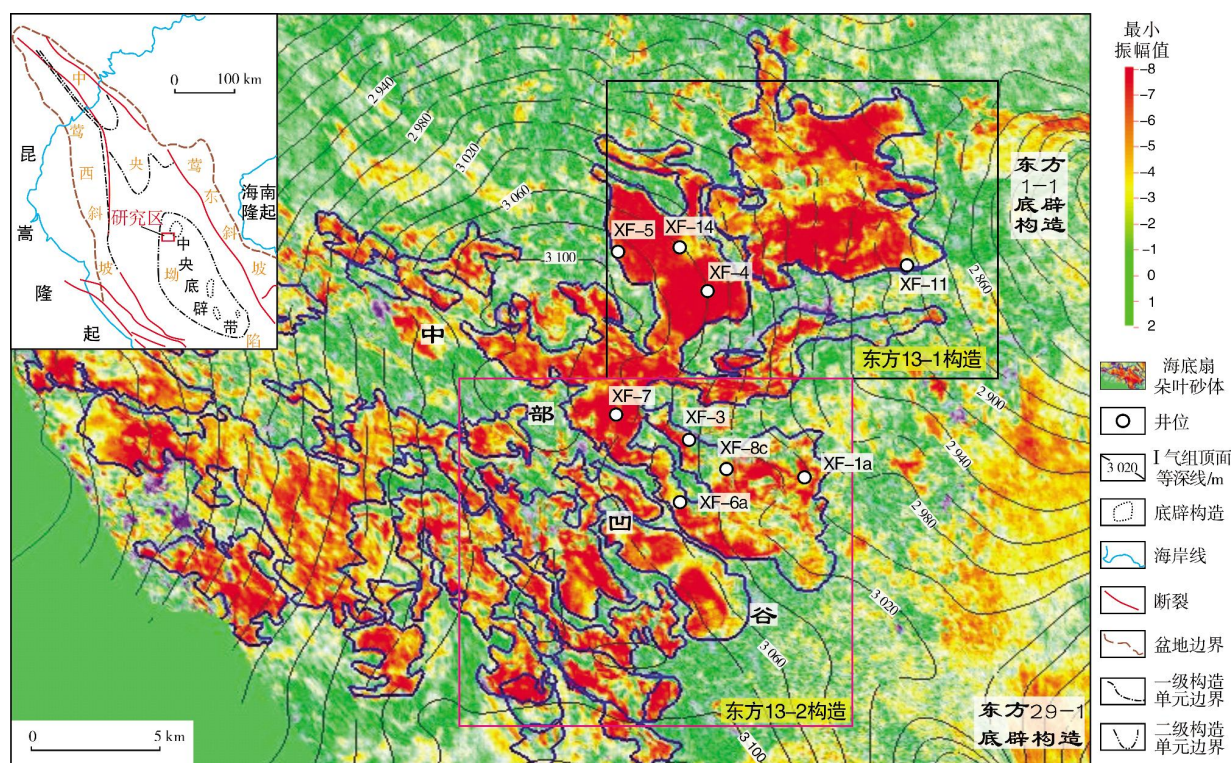 0 100 km
中
莺
西
斜
坡
央
莺
东
斜
坡
坳
陷
昆
嵩
隆
起
海南
隆起
研究区
中
央
底
辟
带
2 940
2 980
3 020
3 060
3 100
XF-5
XF-14
XF-4
XF-11
2 860
东方
1-1
底辟
构造
东方13-1构造
中
部
凹
谷
XF-7
XF-3
XF-8c
XF-1a
XF-6a
2 900
2 940
2 980
3 020
3 060
3 100
东方13-2构造
东方29-1
底辟构造
0 5 km
最小
振幅值
-8
-7
-6
-5
-4
-3
-2
-1
0
1
2
海底扇
朵叶砂体
井位
3 020
Ⅰ气组顶面
等深线/m
底辟构造
海岸线
断裂
盆地边界
一级构造
单元边界
二级构造
单元边界